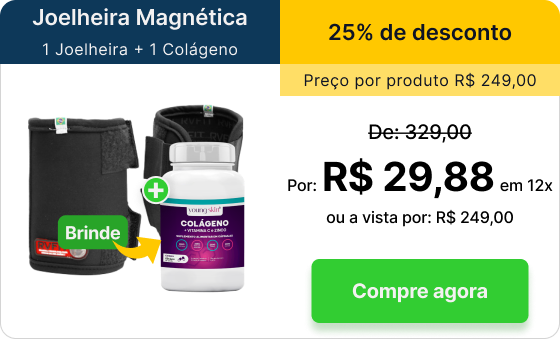 Joelheira Magnética
1 Joelheira + 1 Colágeno
25% de desconto
Preço por produto R$ 249,00
De: 329,00
Por: R$ 29,88 em 12x
ou a vista por: R$ 249,00
Compre agora
Brinde
+
youngskin
COLÁGENO
+ VITAMINA C e ZINCO